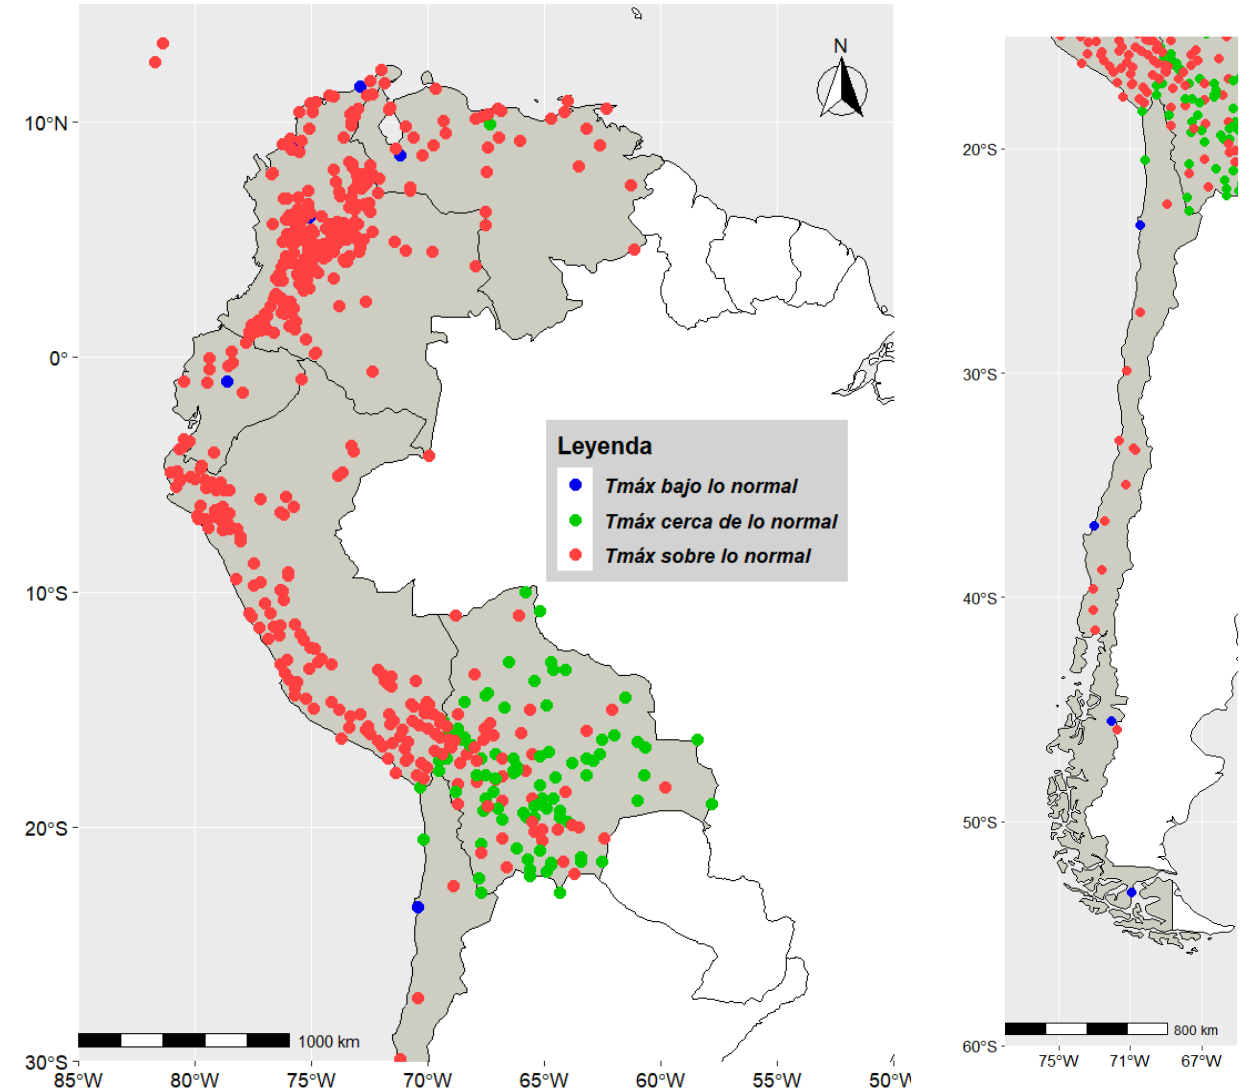 N
10°N
0°
10°S
20°S
30°S
85°W 80°W 75°W 70°W 65°W 60°W 55°W 50°W
1000 km
Leyenda
Tmáx bajo lo normal
Tmáx cerca de lo normal
Tmáx sobre lo normal
20°S
30°S
40°S
50°S
60°S
75°W 71°W 67°W
800 km